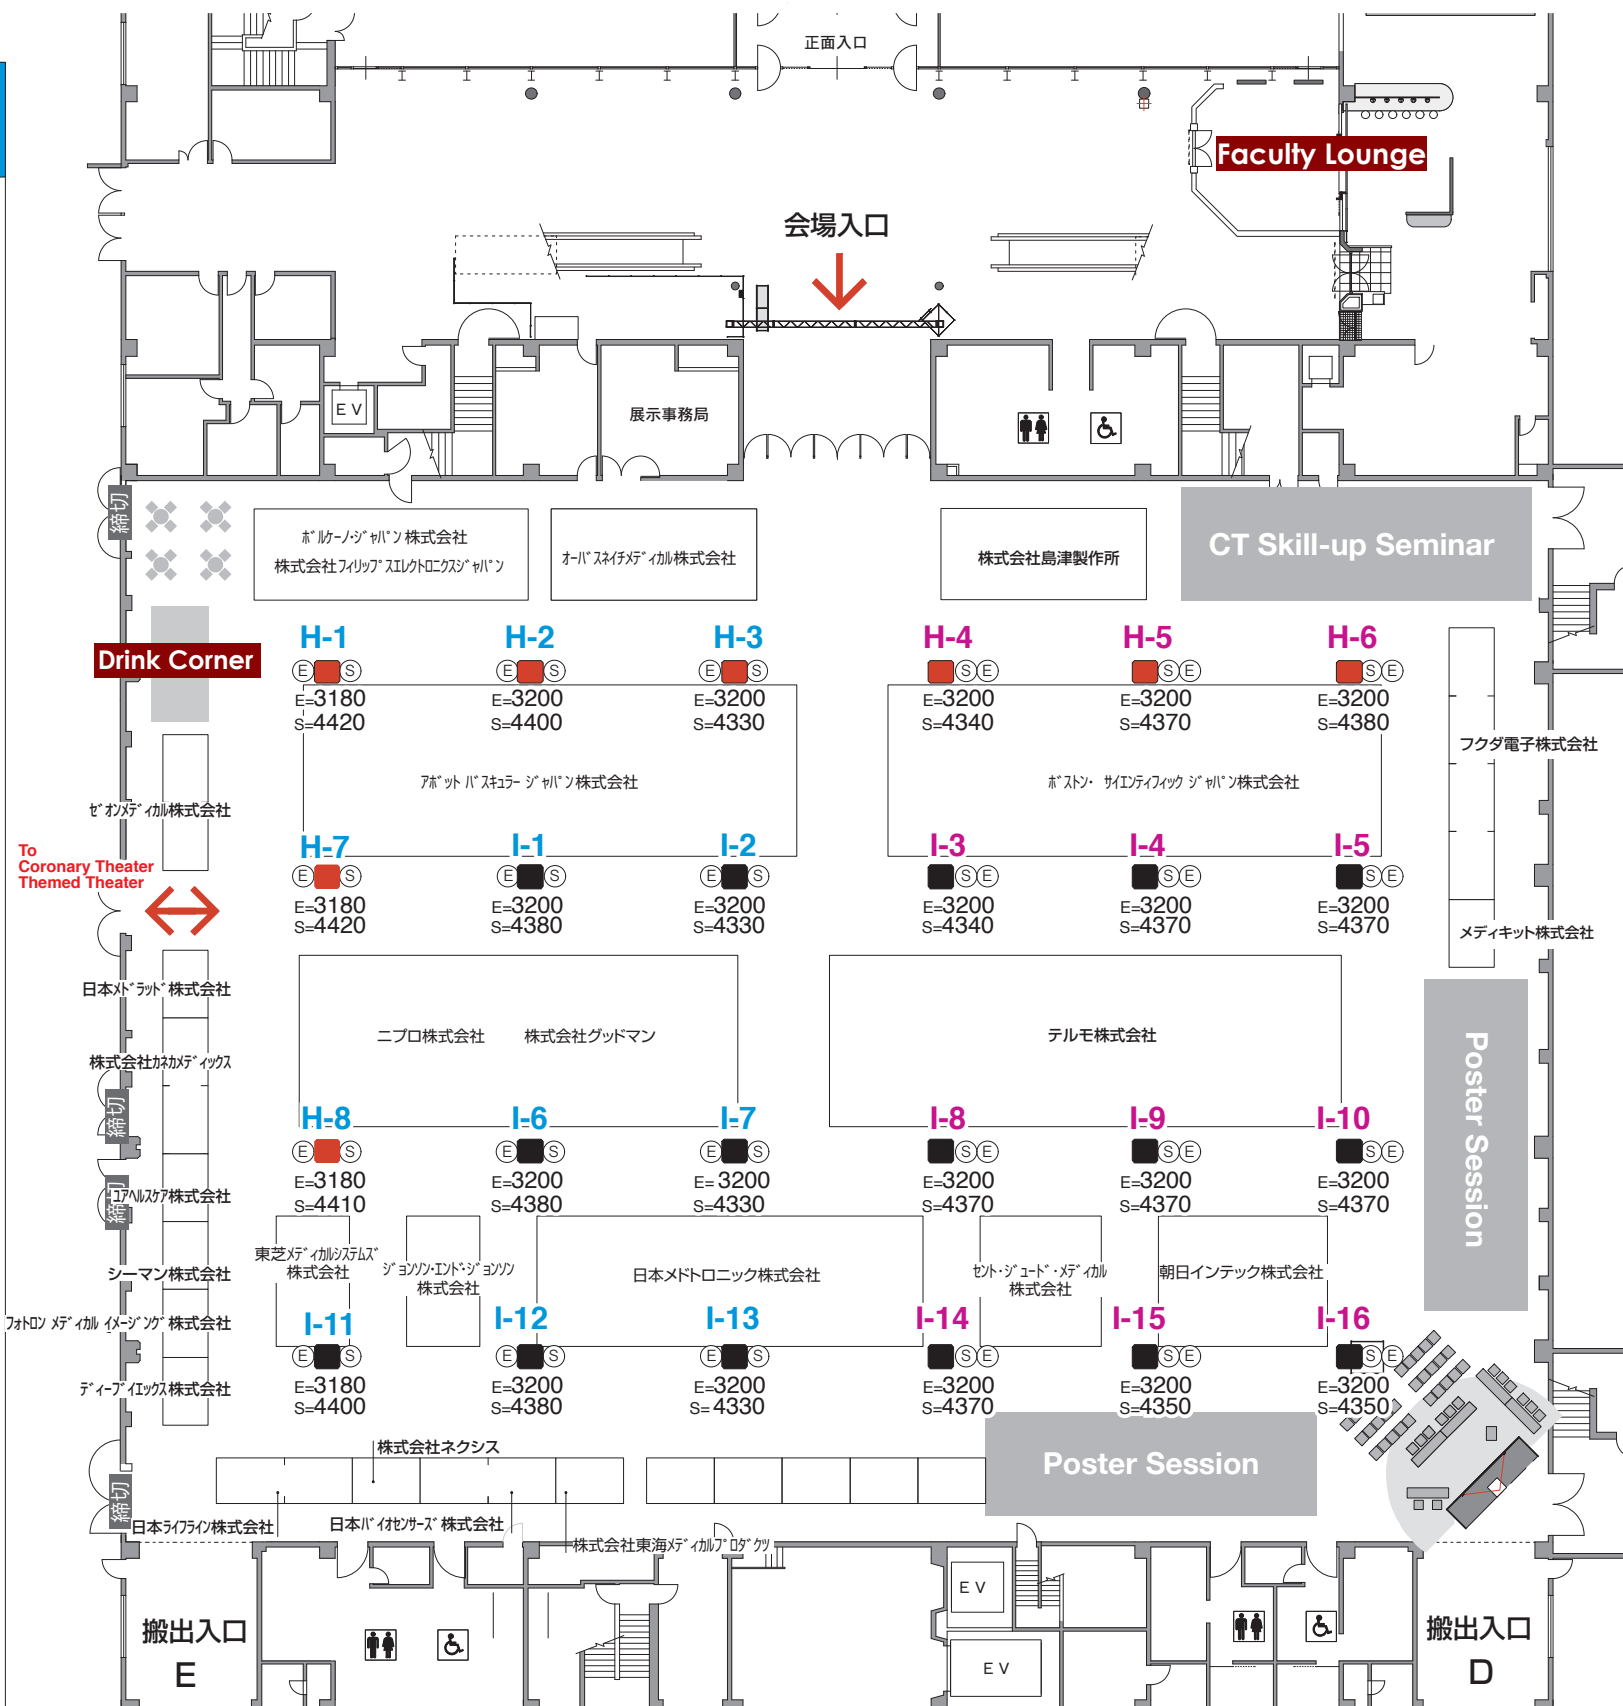 正面入口
Faculty Lounge
会場入口
EV
展示事務局
締切
ボルケーノ・ジャパン 株式会社
株式会社フィリップスエレクトロニクスジャパン
オーバスネイチメディカル株式会社
株式会社島津製作所
CT Skill-up Seminar
Drink Corner
H-1
H-2
H-3
H-4
H-5
H-6
E S
E S
E S
S E
S E
S E
E=3180
S=4420
E=3200
S=4400
E=3200
S=4330
E=3200
S=4340
E=3200
S=4370
E=3200
S=4380
フクダ電子株式会社
アボット バスキュラー ジャパン株式会社
ボストン・ サイエンティフィック ジャパン株式会社
ゼオンメディカル株式会社
To
Coronary Theater
Themed Theater
H-7
I-1
I-2
I-3
I-4
I-5
E S
E S
E S
S E
S E
S E
E=3180
S=4420
E=3200
S=4380
E=3200
S=4330
E=3200
S=4340
E=3200
S=4370
E=3200
S=4370
メディキット株式会社
日本メドラッド株式会社
ニプロ株式会社
株式会社グッドマン
テルモ株式会社
株式会社カネカメディックス
Poster Session
締切
H-8
I-6
I-7
I-8
I-9
I-10
E S
E S
E S
S E
S E
S E
E=3180
S=4410
E=3200
S=4380
E= 3200
S=4330
E=3200
S=4370
E=3200
S=4370
E=3200
S=4370
締切
ユアヘルスケア株式会社
東芝メディカルシステムズ
株式会社
ジョンソン・エンド・ジョンソン
株式会社
日本メドトロニック株式会社
セント・ジュード・メディカル
株式会社
朝日インテック株式会社
シーマン株式会社
フォトロン メディカル イメージング 株式会社
I-11
I-12
I-13
I-14
I-15
I-16
E S
E S
E S
S E
S E
S E
E=3180
S=4400
E=3200
S=4380
E=3200
S= 4330
E=3200
S=4370
E=3200
S=4350
E=3200
S=4350
ディーブイエックス株式会社
株式会社ネクシス
Poster Session
締切
日本ライフライン株式会社
日本バイオセンサーズ 株式会社
株式会社東海メディカルプロダクツ
EV
EV
搬出入口
E
搬出入口
D